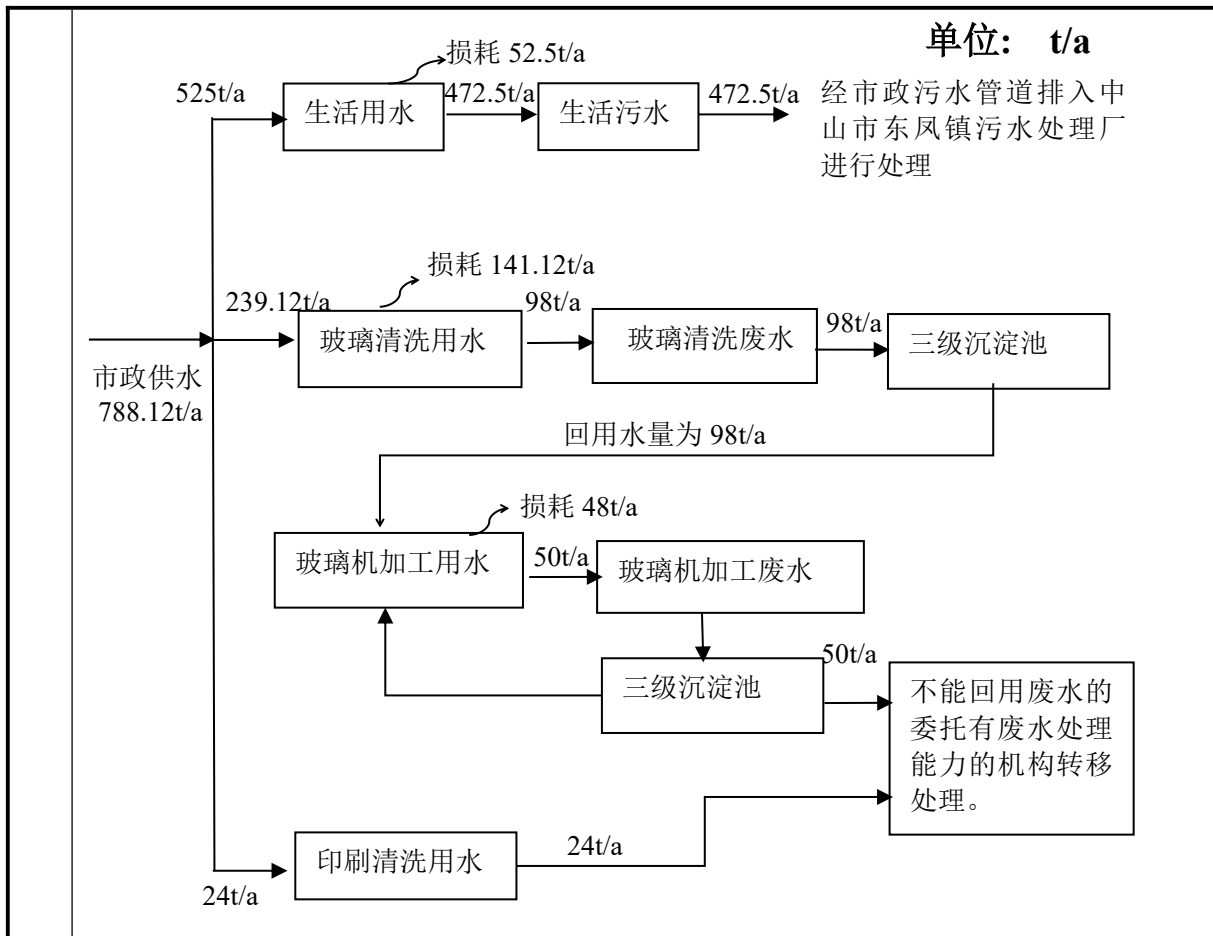 单位: t/a
损耗 52.5t/a
525t/a
生活用水
472.5t/a
生活污水
472.5t/a
经市政污水管道排入中
山市东凤镇污水处理厂
进行处理
损耗 141.12t/a
239.12t/a
玻璃清洗用水
98t/a
玻璃清洗废水
98t/a
三级沉淀池
市政供水
788.12t/a
回用水量为 98t/a
损耗 48t/a
玻璃机加工用水
50t/a
玻璃机加工废水
三级沉淀池
50t/a
不能回用废水的
委托有废水处理
能力的机构转移
处理。
24t/a
印刷清洗用水
24t/a